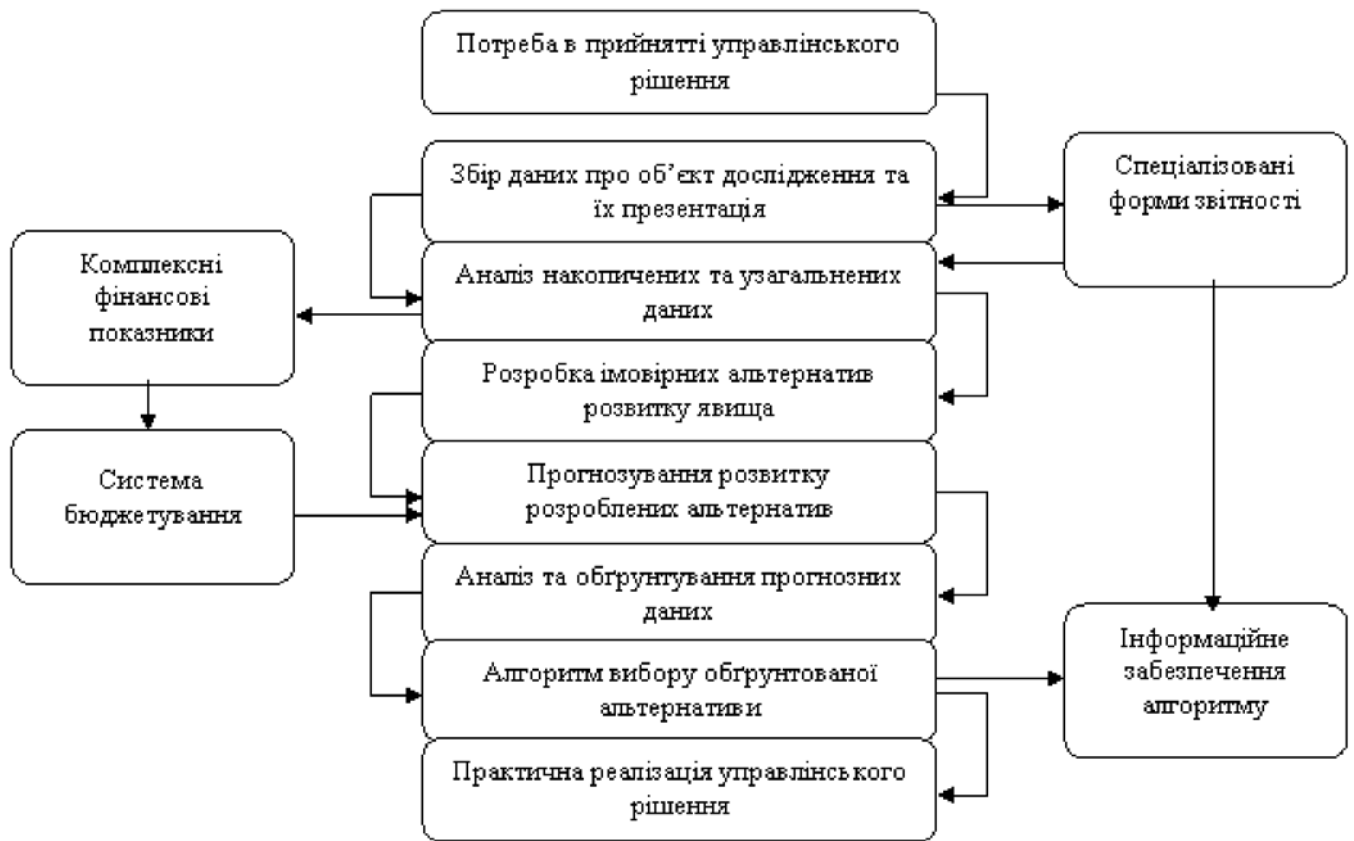 Потреба в прийнятті управлінського
рішення
Збір даних про об’єкт дослідження та
їх презентація
Спеціалізовані
форми звітності
Комплексні
фінансові
показники
Аналіз накопичених та узагальнених
даних
Розробка імовірних альтернатив
розвитку явища
Система
бюджетування
Прогнозування розвитку
розроблених альтернатив
Аналіз та обґрунтування прогнозних
даних
Алгоритм вибору обґрунтованої
альтернативи
Інформаційне
забезпечення
алгоритму
Практична реалізація управлінського
рішення